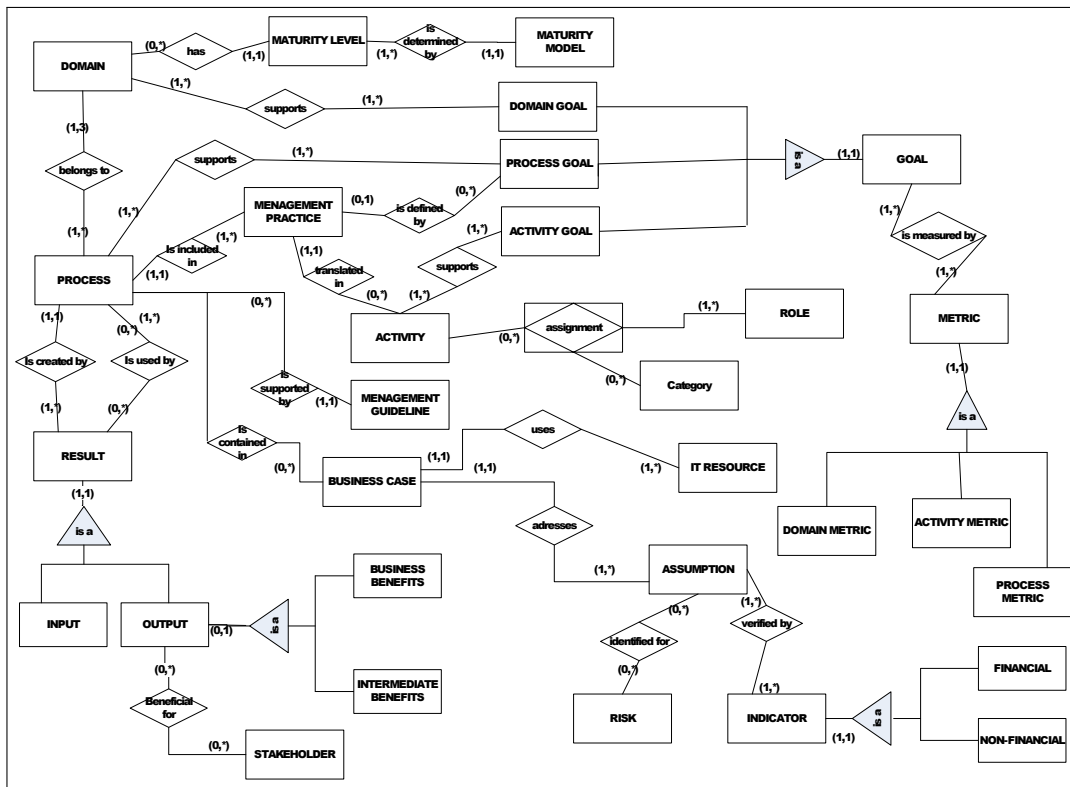 (0,*)
has
(1,1)
MATURITY LEVEL
(1,*)
is
determined
by
(1,1)
MATURITY
MODEL
DOMAIN
(1,*)
supports
(1,*)
DOMAIN GOAL
(1,3)
belongs to
(1,*)
supports
(1,*)
(1,*)
PROCESS GOAL
is a
(1,1)
GOAL
MENAGEMENT
PRACTICE
(0,1)
is defined
by
(0,*)
(1,*)
is measured by
(1,*)
ACTIVITY GOAL
(1,*)
supports
(1,*)
Is included
in
(1,*)
(1,1)
(1,1)
translated
in
(0,*)
PROCESS
ACTIVITY
(0,*)
assignment
(1,*)
ROLE
(0,*)
Category
METRIC
(1,1)
is a
(1,1)
Is created by
(1,*)
(1,*)
(0,*)
Is used by
(0,*)
(0,*)
is
supported
by
(1,1)
MENAGEMENT
GUIDELINE
Is
contained
in
(0,*)
RESULT
(1,1)
is a
BUSINESS CASE
(1,1)
uses
(1,*)
IT RESOURCE
(1,1)
adresses
(1,*)
DOMAIN METRIC
ACTIVITY METRIC
PROCESS
METRIC
ASSUMPTION
(0,*)
identified for
(0,*)
(1,*)
verified by
(1,*)
BUSINESS
BENEFITS
INPUT
OUTPUT
(0,1)
is a
(0,*)
Beneficial
for
(0,*)
INTERMEDIATE
BENEFITS
STAKEHOLDER
RISK
INDICATOR
(1,1)
is a
FINANCIAL
NON-FINANCIAL